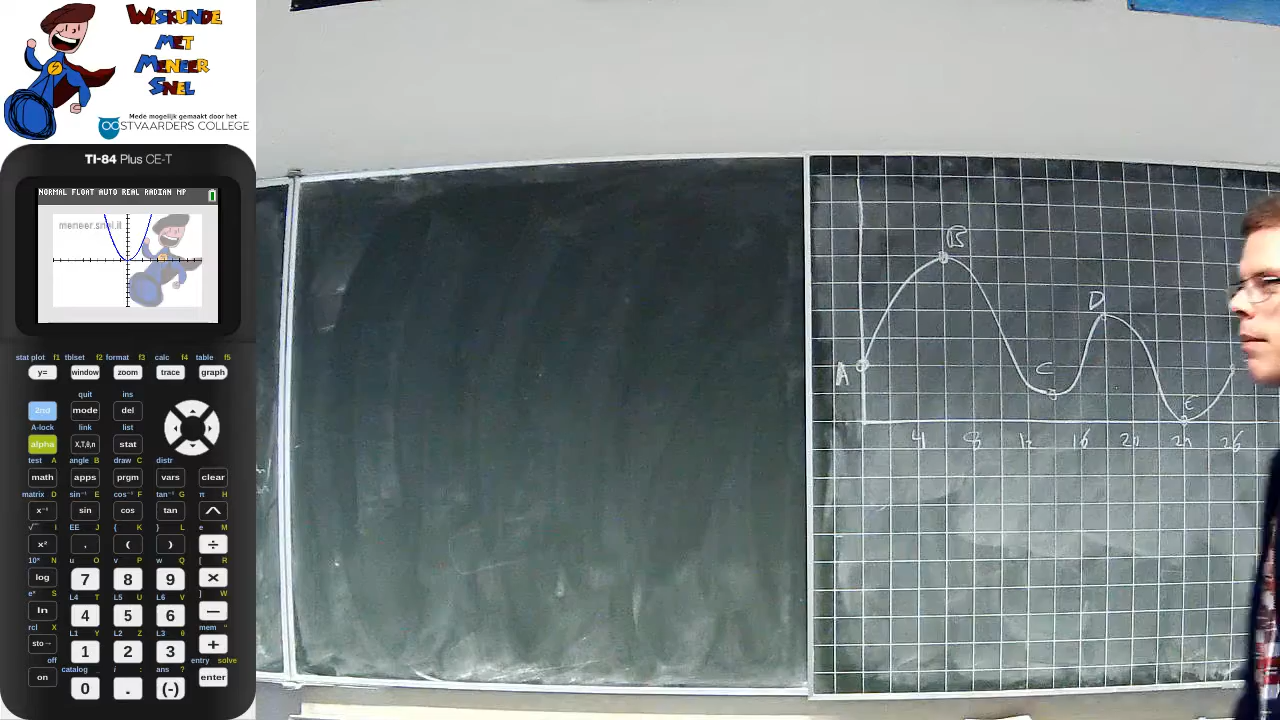 WISKUNDE
MET
MENEER
SNEL
Mede mogelijk gemaakt door het
OOSTVAARDERS COLLEGE
TI-84 Plus CE-T
NORMAL FLOAT AUTO REAL RADIAN MP
meneer.snel.it
stat plot f1 tblset f2 format f3 calc f4 table f5
y= window zoom trace graph
quit ins
2nd mode del
A-lock link list
alpha X,T,θ,n stat
test A angle B draw C distr
math apps prgm vars clear
matrix D sin⁻¹ E cos⁻¹ F tan⁻¹ G π H
x⁻¹ sin cos tan ^
√‾ I EE J { K } L e M
x² , ( ) ÷
10ˣ N u O v P w Q [ R
log 7 8 9 ×
eˣ S L4 T L5 U L6 V ] W
ln 4 5 6 −
rcl X L1 Y L2 Z L3 θ mem "
sto→ 1 2 3 +
off catalog _ i : ans ? entry solve
on 0 . (-) enter
B
D
C
A
E
4 8 12 16 20 24 26